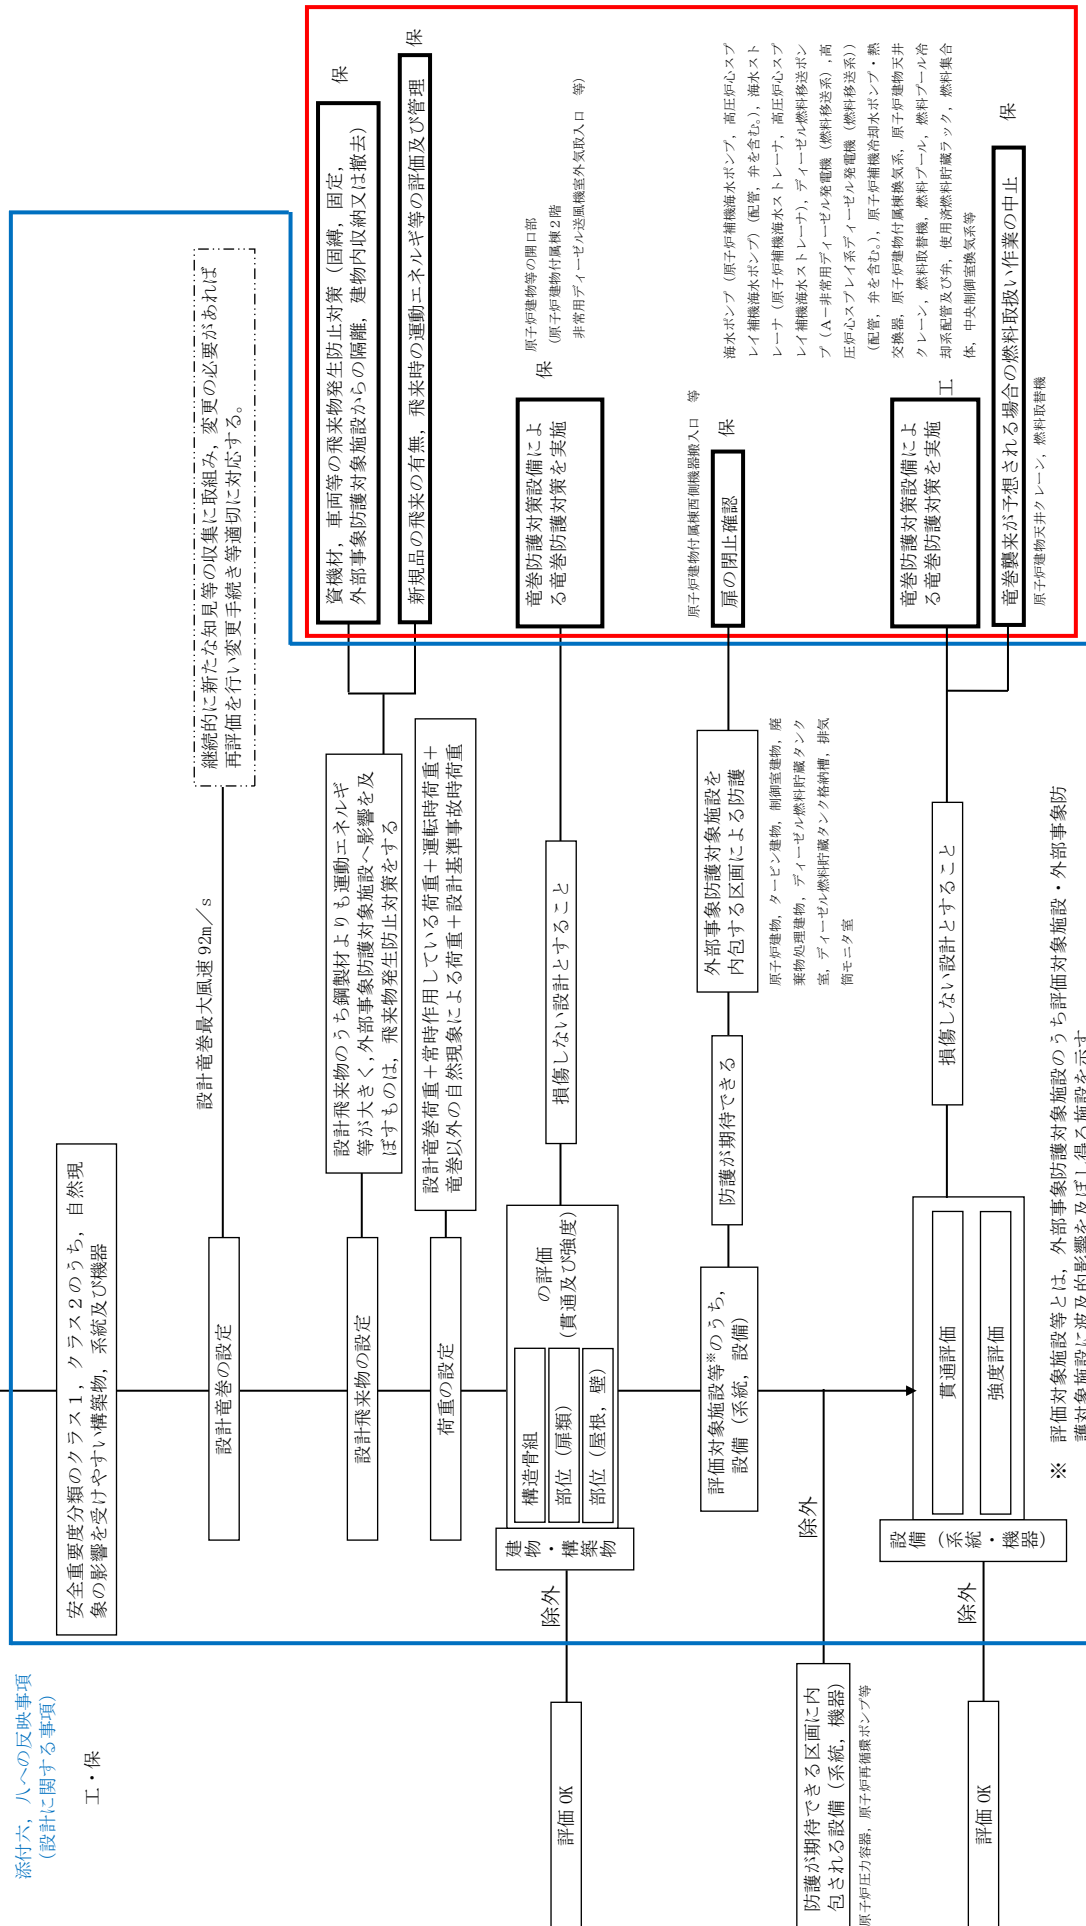 添付六，八への反映事項
（設計に関する事項）
工・保
安全重要度分類のクラス１，クラス２のうち，自然現
象の影響を受けやすい構築物，系統及び機器
設計竜巻の設定
設計竜巻最大風速 92m／s
継続的に新たな知見等の収集に取組み，変更の必要があれば
再評価を行い変更手続き等適切に対応する。
設計飛来物の設定
設計飛来物のうち鋼製材よりも運動エネルギ
等が大きく，外部事象防護対象施設へ影響を及
ぼすものは，飛来物発生防止対策をする
資機材，車両等の飛来物発生防止対策（固縛，固定，
外部事象防護対象施設からの隔離，建物内収納又は撤去）
保
新規品の飛来の有無，飛来時の運動エネルギ等の評価及び管理
保
荷重の設定
設計竜巻荷重＋常時作用している荷重＋運転時荷重＋
竜巻以外の自然現象による荷重＋設計基準事故時荷重
建物・構築物
構造骨組
部位（扉類）
部位（屋根，壁）
の評価
（貫通及び強度）
損傷しない設計とすること
竜巻防護対策設備によ
る竜巻防護対策を実施
保
原子炉建物等の開口部
（原子炉建物付属棟２階
非常用ディーゼル送風機室外気取入口　等）
除外
評価 OK
評価対象施設等※のうち，
設備（系統，設備）
防護が期待できる
外部事象防護対象施設を
内包する区画による防護
原子炉建物，タービン建物，制御室建物，廃
棄物処理建物，ディーゼル燃料貯蔵タンク
室，ディーゼル燃料貯蔵タンク格納槽，排気
筒モニタ室
原子炉建物付属棟西側機器搬入口　等
扉の閉止確認
保
除外
防護が期待できる区画に内
包される設備（系統，機器）
原子炉圧力容器，原子炉再循環ポンプ等
設備（系統・機器）
貫通評価
強度評価
損傷しない設計とすること
竜巻防護対策設備によ
る竜巻防護対策を実施
工
海水ポンプ（原子炉補機海水ポンプ，高圧炉心スプ
レイ補機海水ポンプ）（配管，弁を含む。），海水スト
レーナ（原子炉補機海水ストレーナ，高圧炉心スプ
レイ補機海水ストレーナ），ディーゼル燃料移送ポン
プ（Ａ－非常用ディーゼル発電機（燃料移送系）,高
圧炉心スプレイ系ディーゼル発電機（燃料移送系））
（配管，弁を含む。），原子炉補機冷却水ポンプ・熱
交換器，原子炉建物付属棟換気系，原子炉建物天井
クレーン，燃料取替機，燃料プール，燃料プール冷
却系配管及び弁，使用済燃料貯蔵ラック，燃料集合
体，中央制御室換気系等
竜巻襲来が予想される場合の燃料取扱い作業の中止
保
原子炉建物天井クレーン，燃料取替機
除外
評価 OK
※　評価対象施設等とは，外部事象防護対象施設のうち評価対象施設・外部事象防
護対象施設に波及的影響を及ぼし得る施設を示す